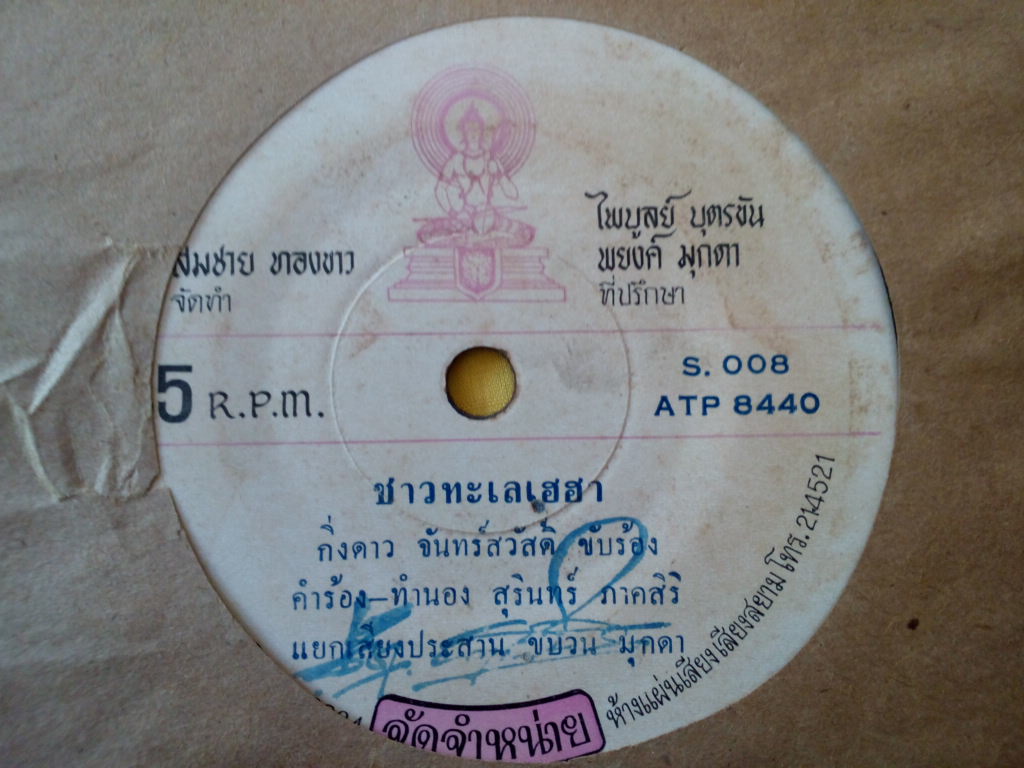 สมชาย ทองขาว
จัดทำ
ไพบูลย์ บุตรขัน
พยงค์ มุกดา
ที่ปรึกษา
5 R.P.M.
S. 008
ATP 8440
ชาวทะเลเฮฮา
กิ่งดาว จันทร์สวัสดิ์ ขับร้อง
คำร้อง–ทำนอง สุรินทร์ ภาคสิริ
แยกเสียงประสาน ขบวน มุกดา
จัดจำหน่าย
ห้างแผ่นเสียงเสียงสยาม โทร. 214521